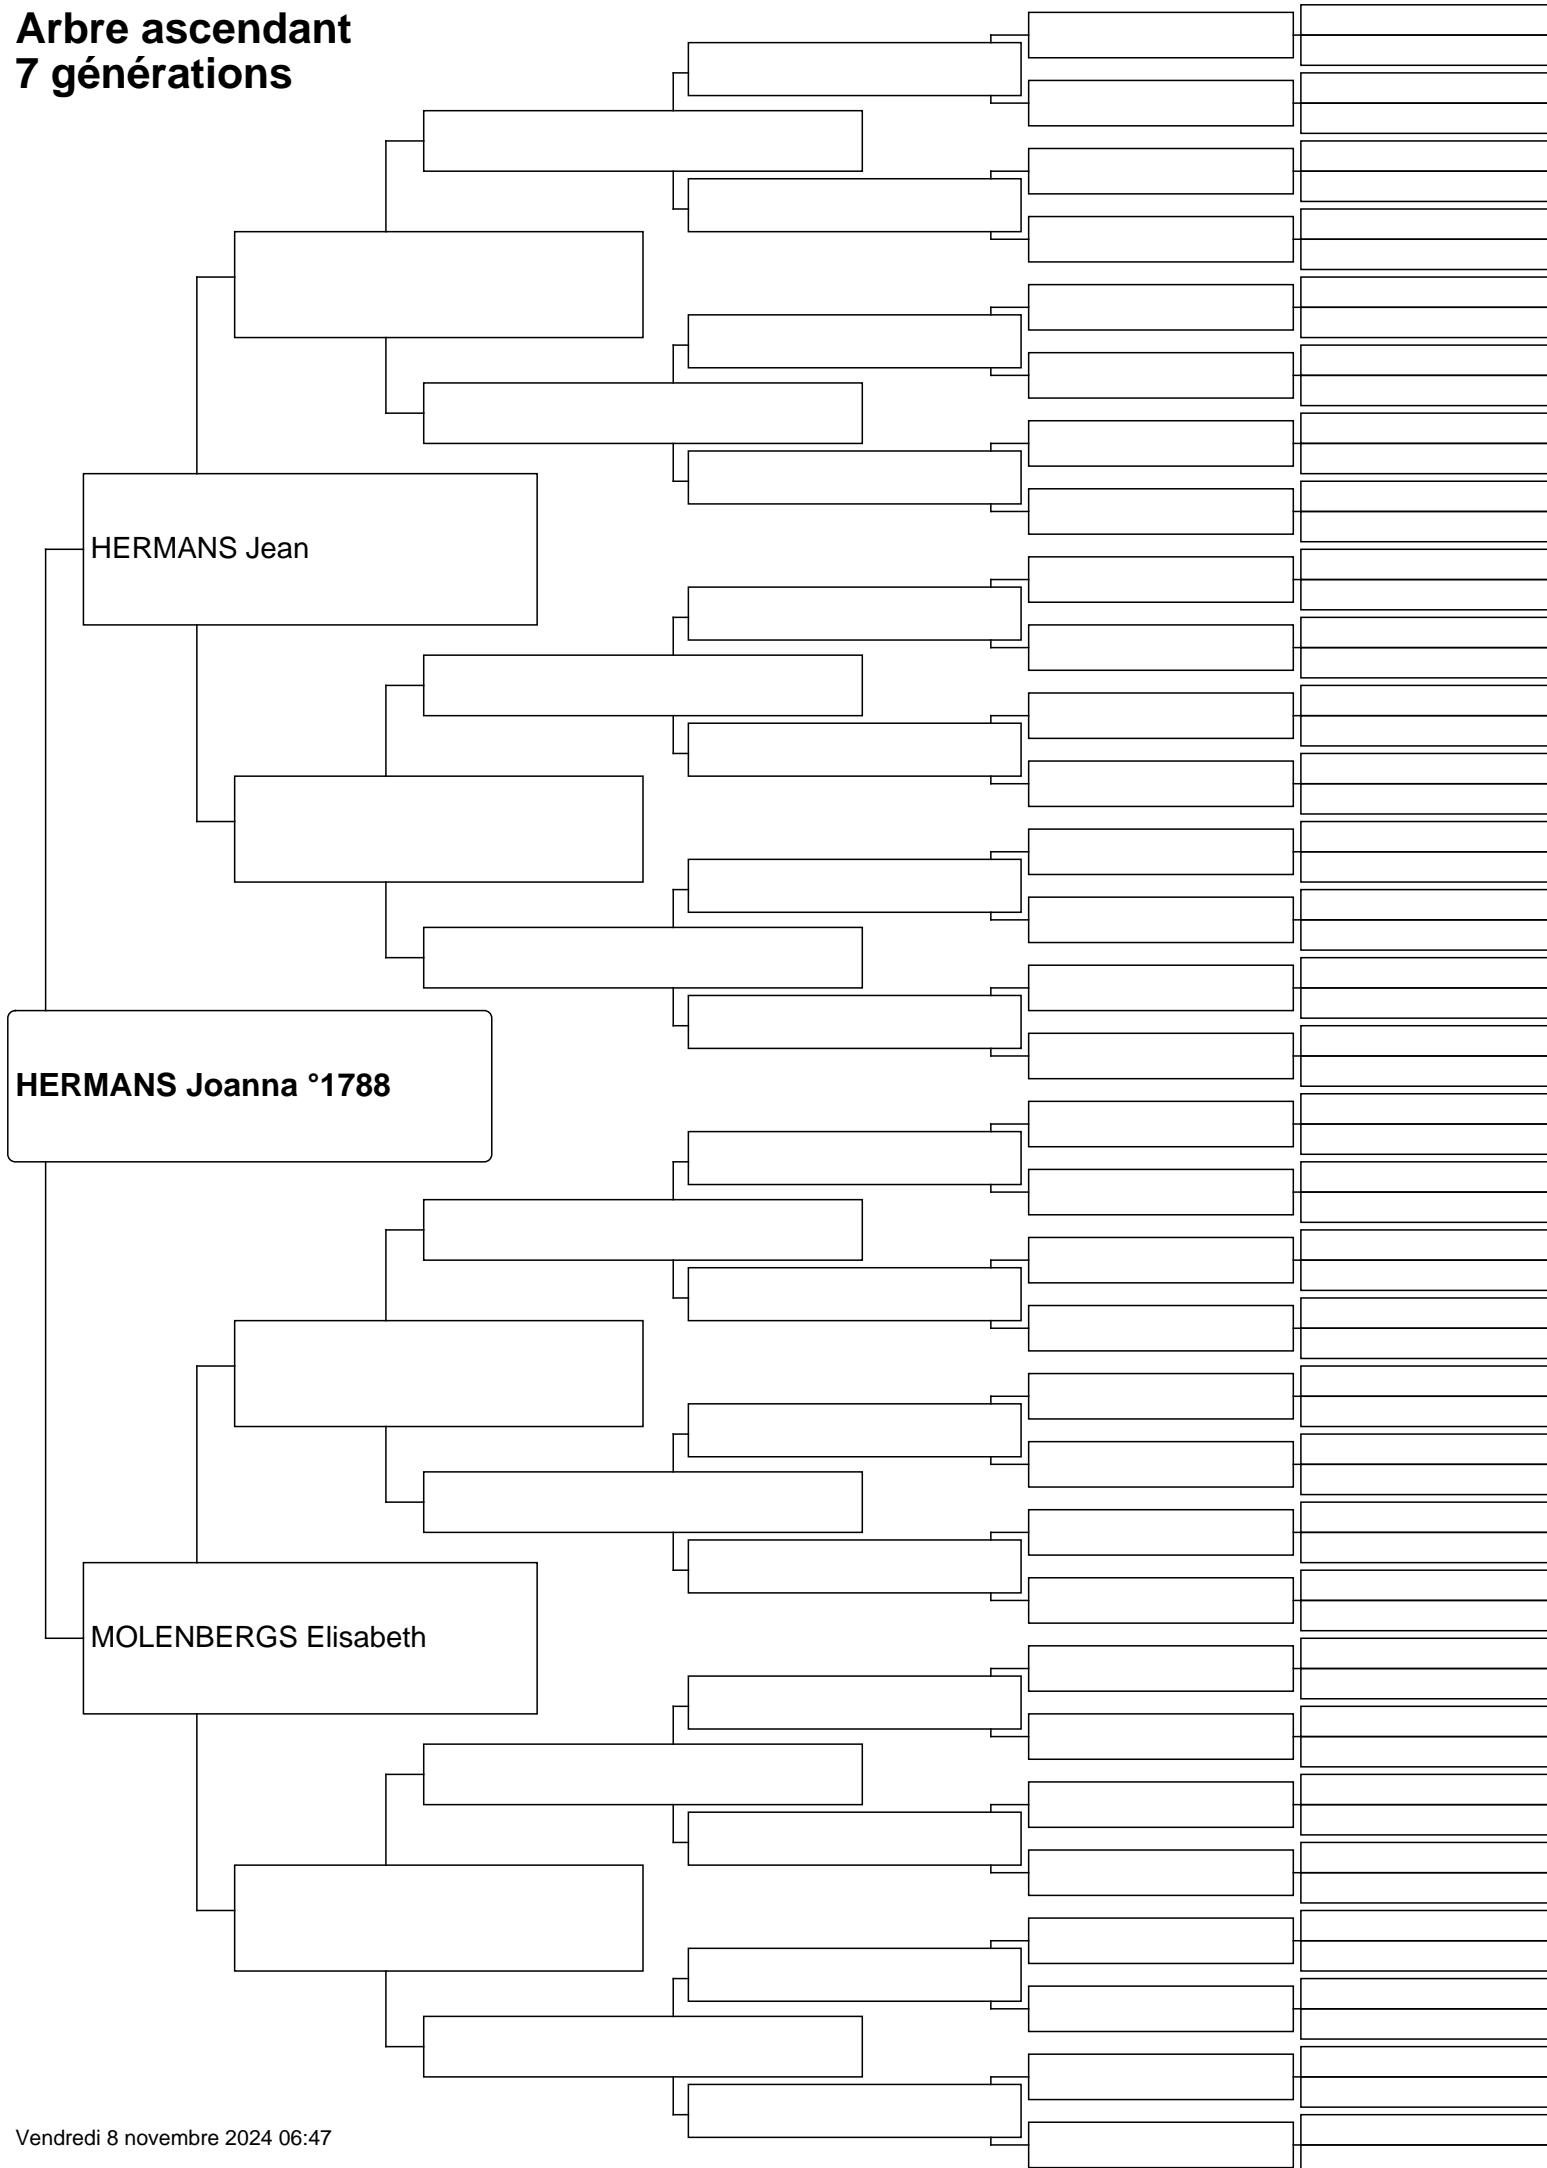 Arbre ascendant
7 générations
HERMANS Jean
HERMANS Joanna °1788
MOLENBERGS Elisabeth
Vendredi 8 novembre 2024 06:47